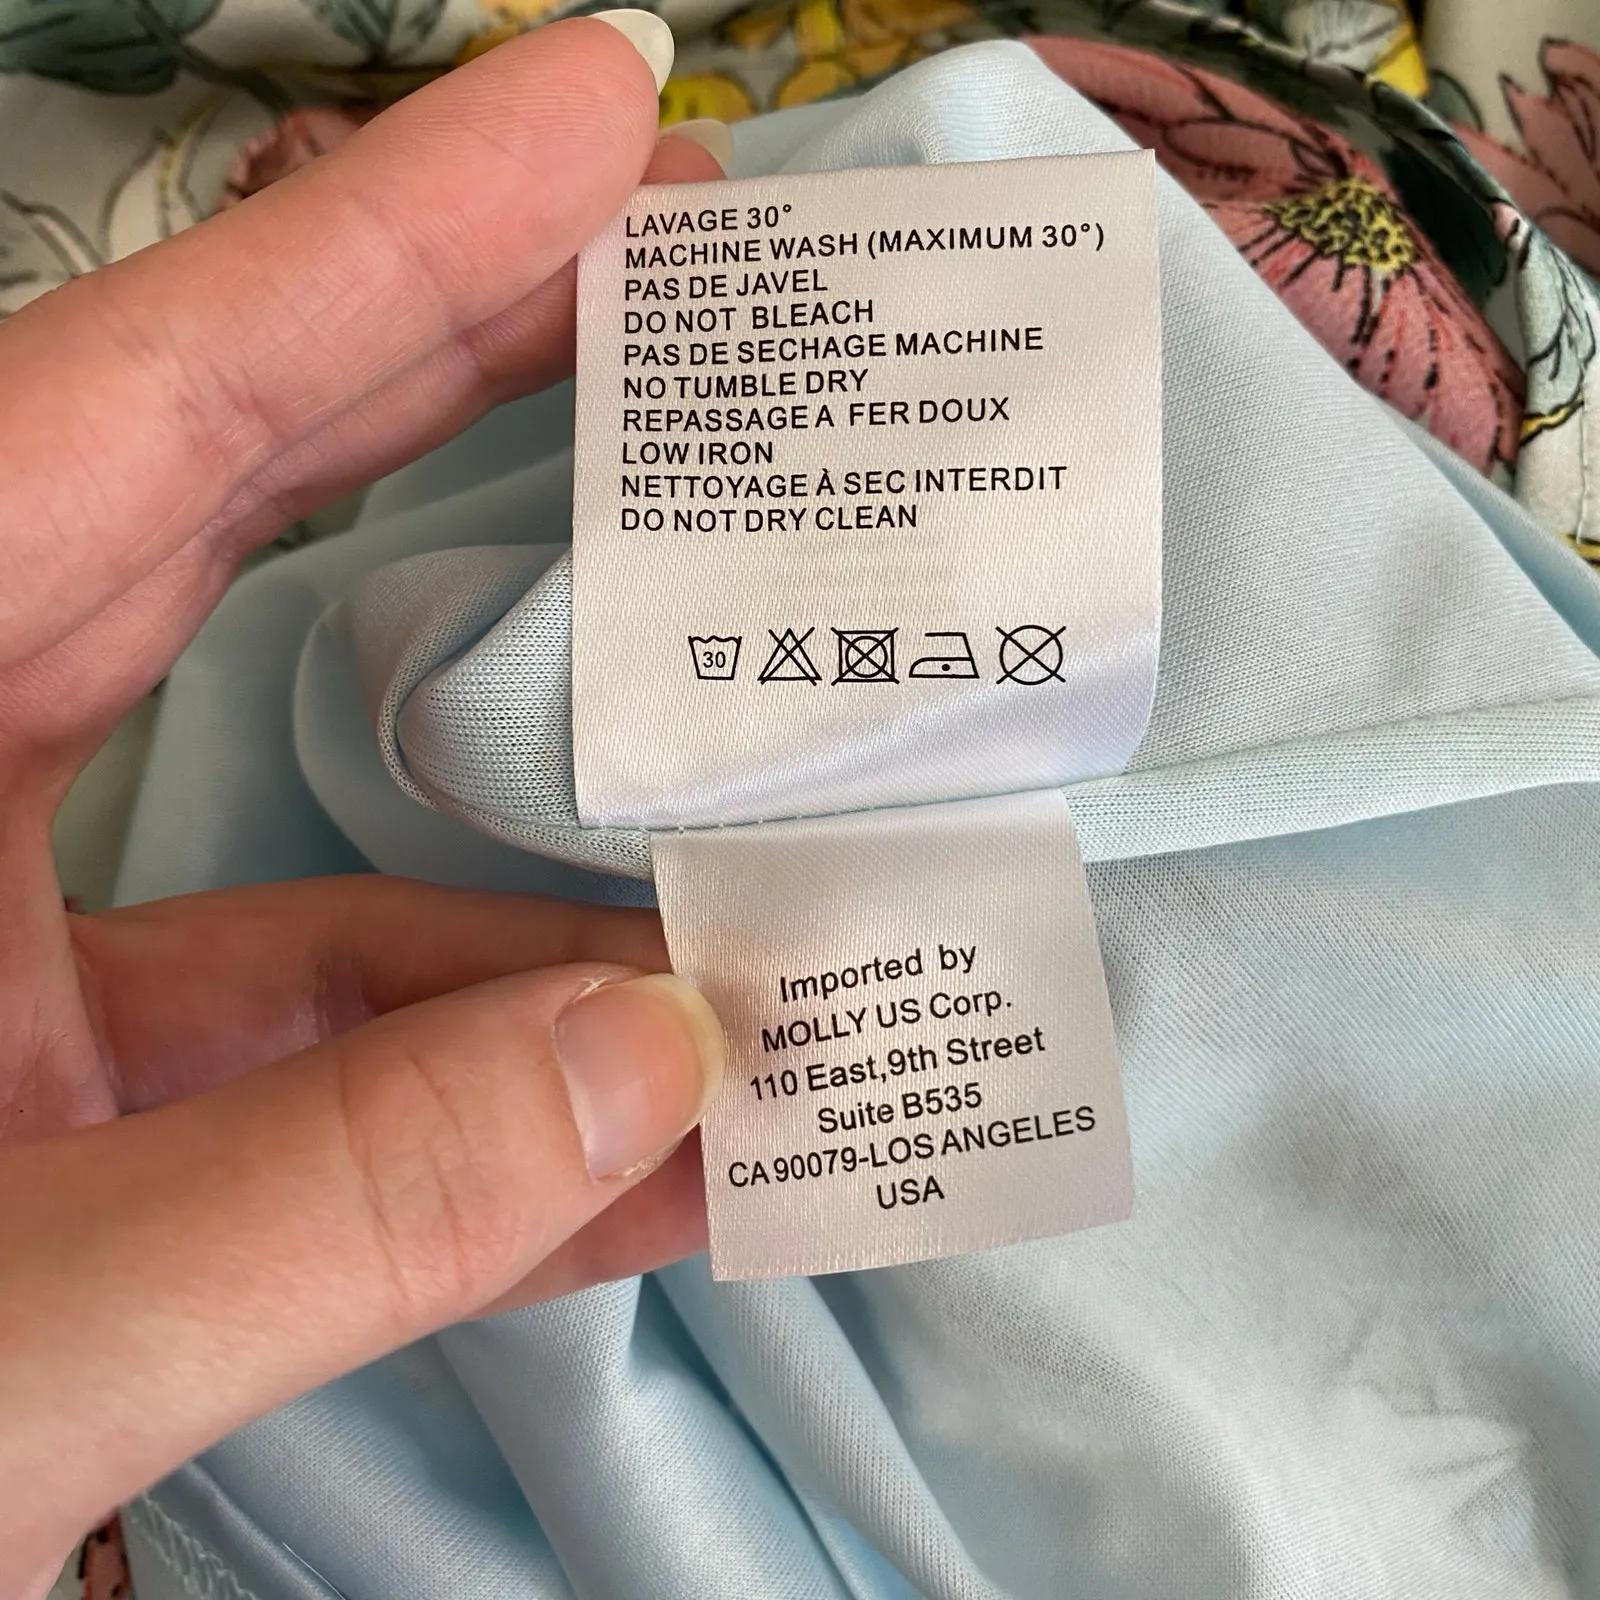 LAVAGE 30°
MACHINE WASH (MAXIMUM 30°)
PAS DE JAVEL
DO NOT BLEACH
PAS DE SECHAGE MACHINE
NO TUMBLE DRY
REPASSAGE A FER DOUX
LOW IRON
NETTOYAGE À SEC INTERDIT
DO NOT DRY CLEAN
30
Imported by
MOLLY US Corp.
110 East,9th Street
Suite B535
CA 90079-LOS ANGELES
USA